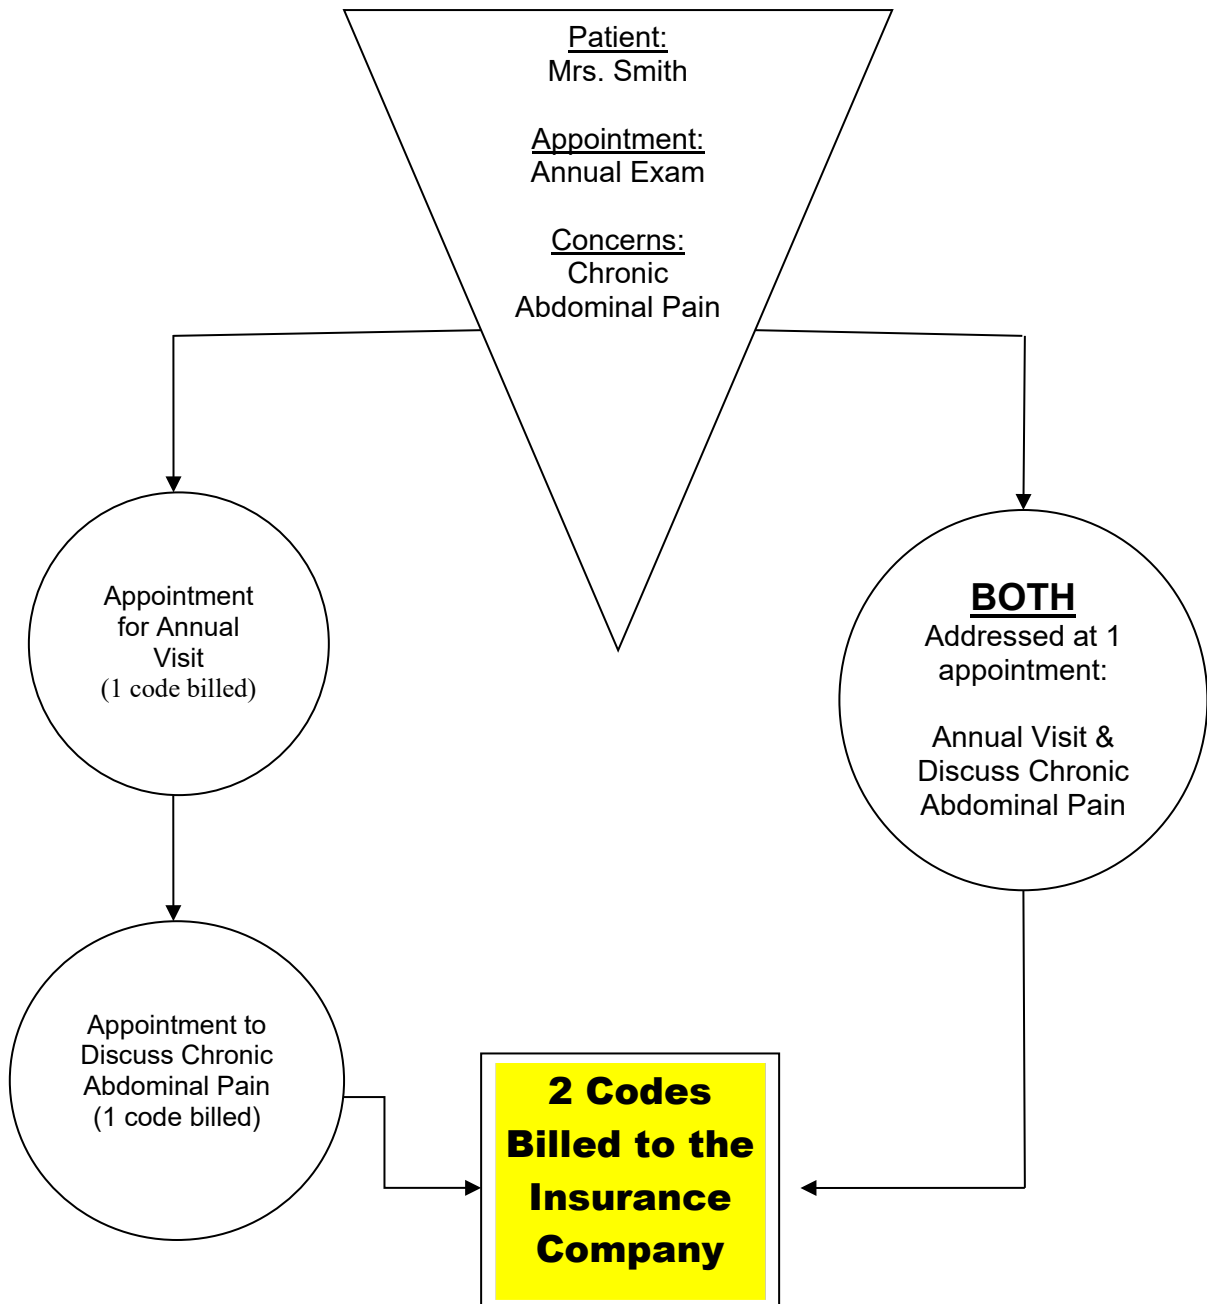 Patient:
Mrs. Smith
Appointment:
Annual Exam
Concerns:
Chronic
Abdominal Pain
Appointment
for Annual
Visit
(1 code billed)
Appointment to
Discuss Chronic
Abdominal Pain
(1 code billed)
BOTH
Addressed at 1
appointment:
Annual Visit &
Discuss Chronic
Abdominal Pain
2 Codes
Billed to the
Insurance
Company